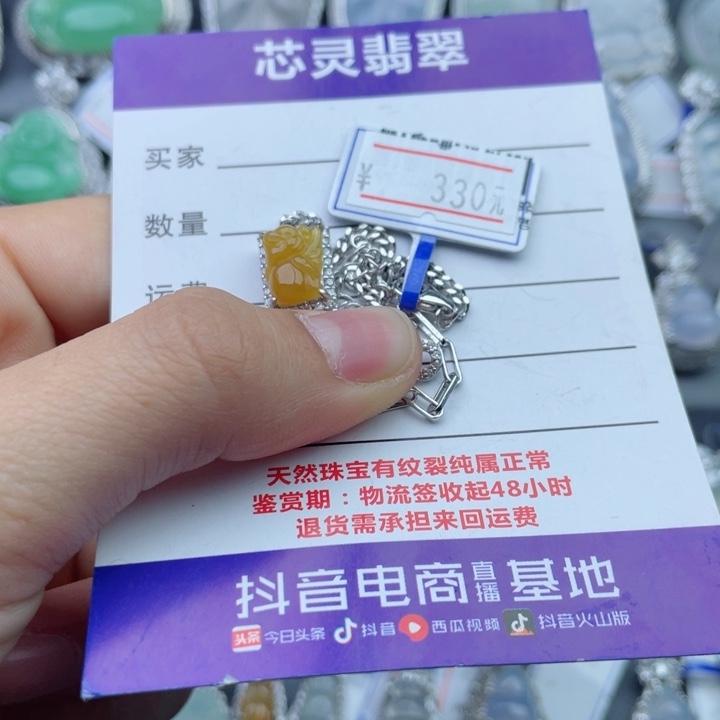 芯灵翡翠
买家
¥ 330元
数量
运费
天然珠宝有纹裂纯属正常
鉴赏期：物流签收起48小时
退货需承担来回运费
抖音电商直播基地
头条 今日头条 抖音 西瓜视频 抖音火山版